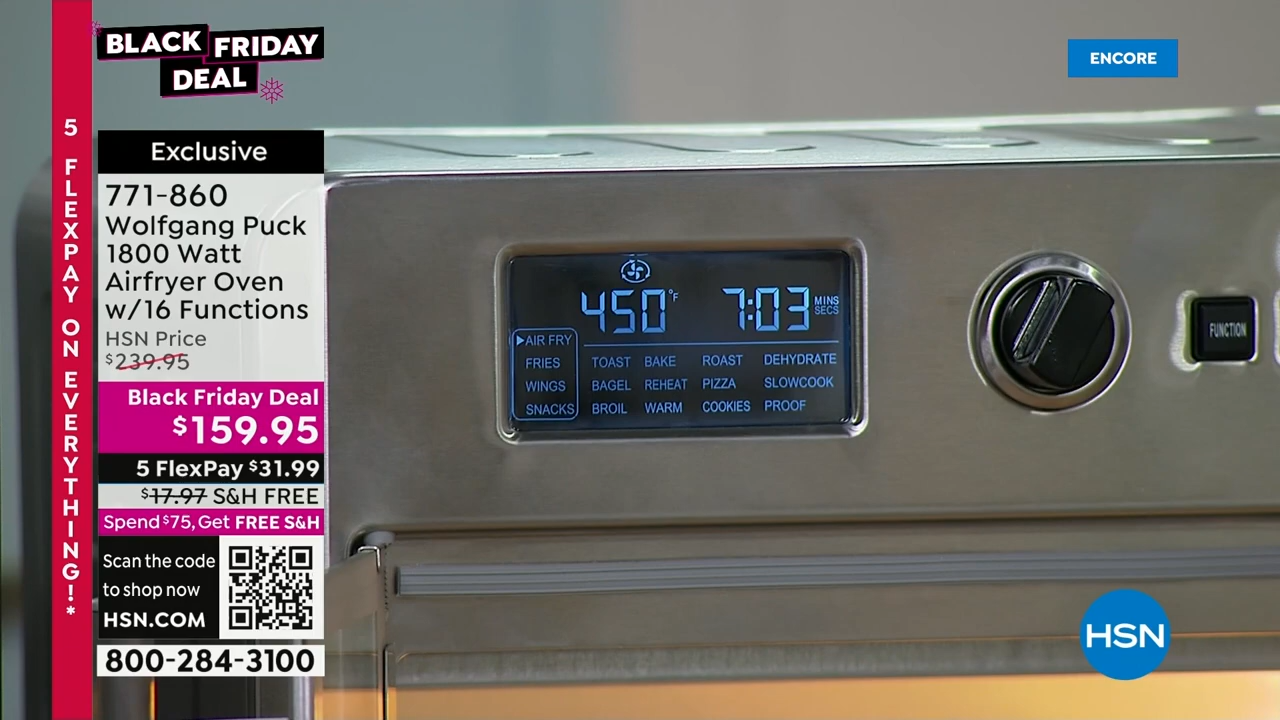 BLACK FRIDAY
DEAL
ENCORE
5 FLEXPAY ON EVERYTHING!*
Exclusive
771-860
Wolfgang Puck
1800 Watt
Airfryer Oven
w/16 Functions
HSN Price
$239.95
Black Friday Deal
$159.95
5 FlexPay $31.99
$17.97 S&H FREE
Spend $75, Get FREE S&H
Scan the code
to shop now
HSN.COM
800-284-3100
450°F 7:03 MINS SECS
AIR FRY
FRIES
WINGS
SNACKS
TOAST BAKE ROAST DEHYDRATE
BAGEL REHEAT PIZZA SLOWCOOK
BROIL WARM COOKIES PROOF
FUNCTION
HSN